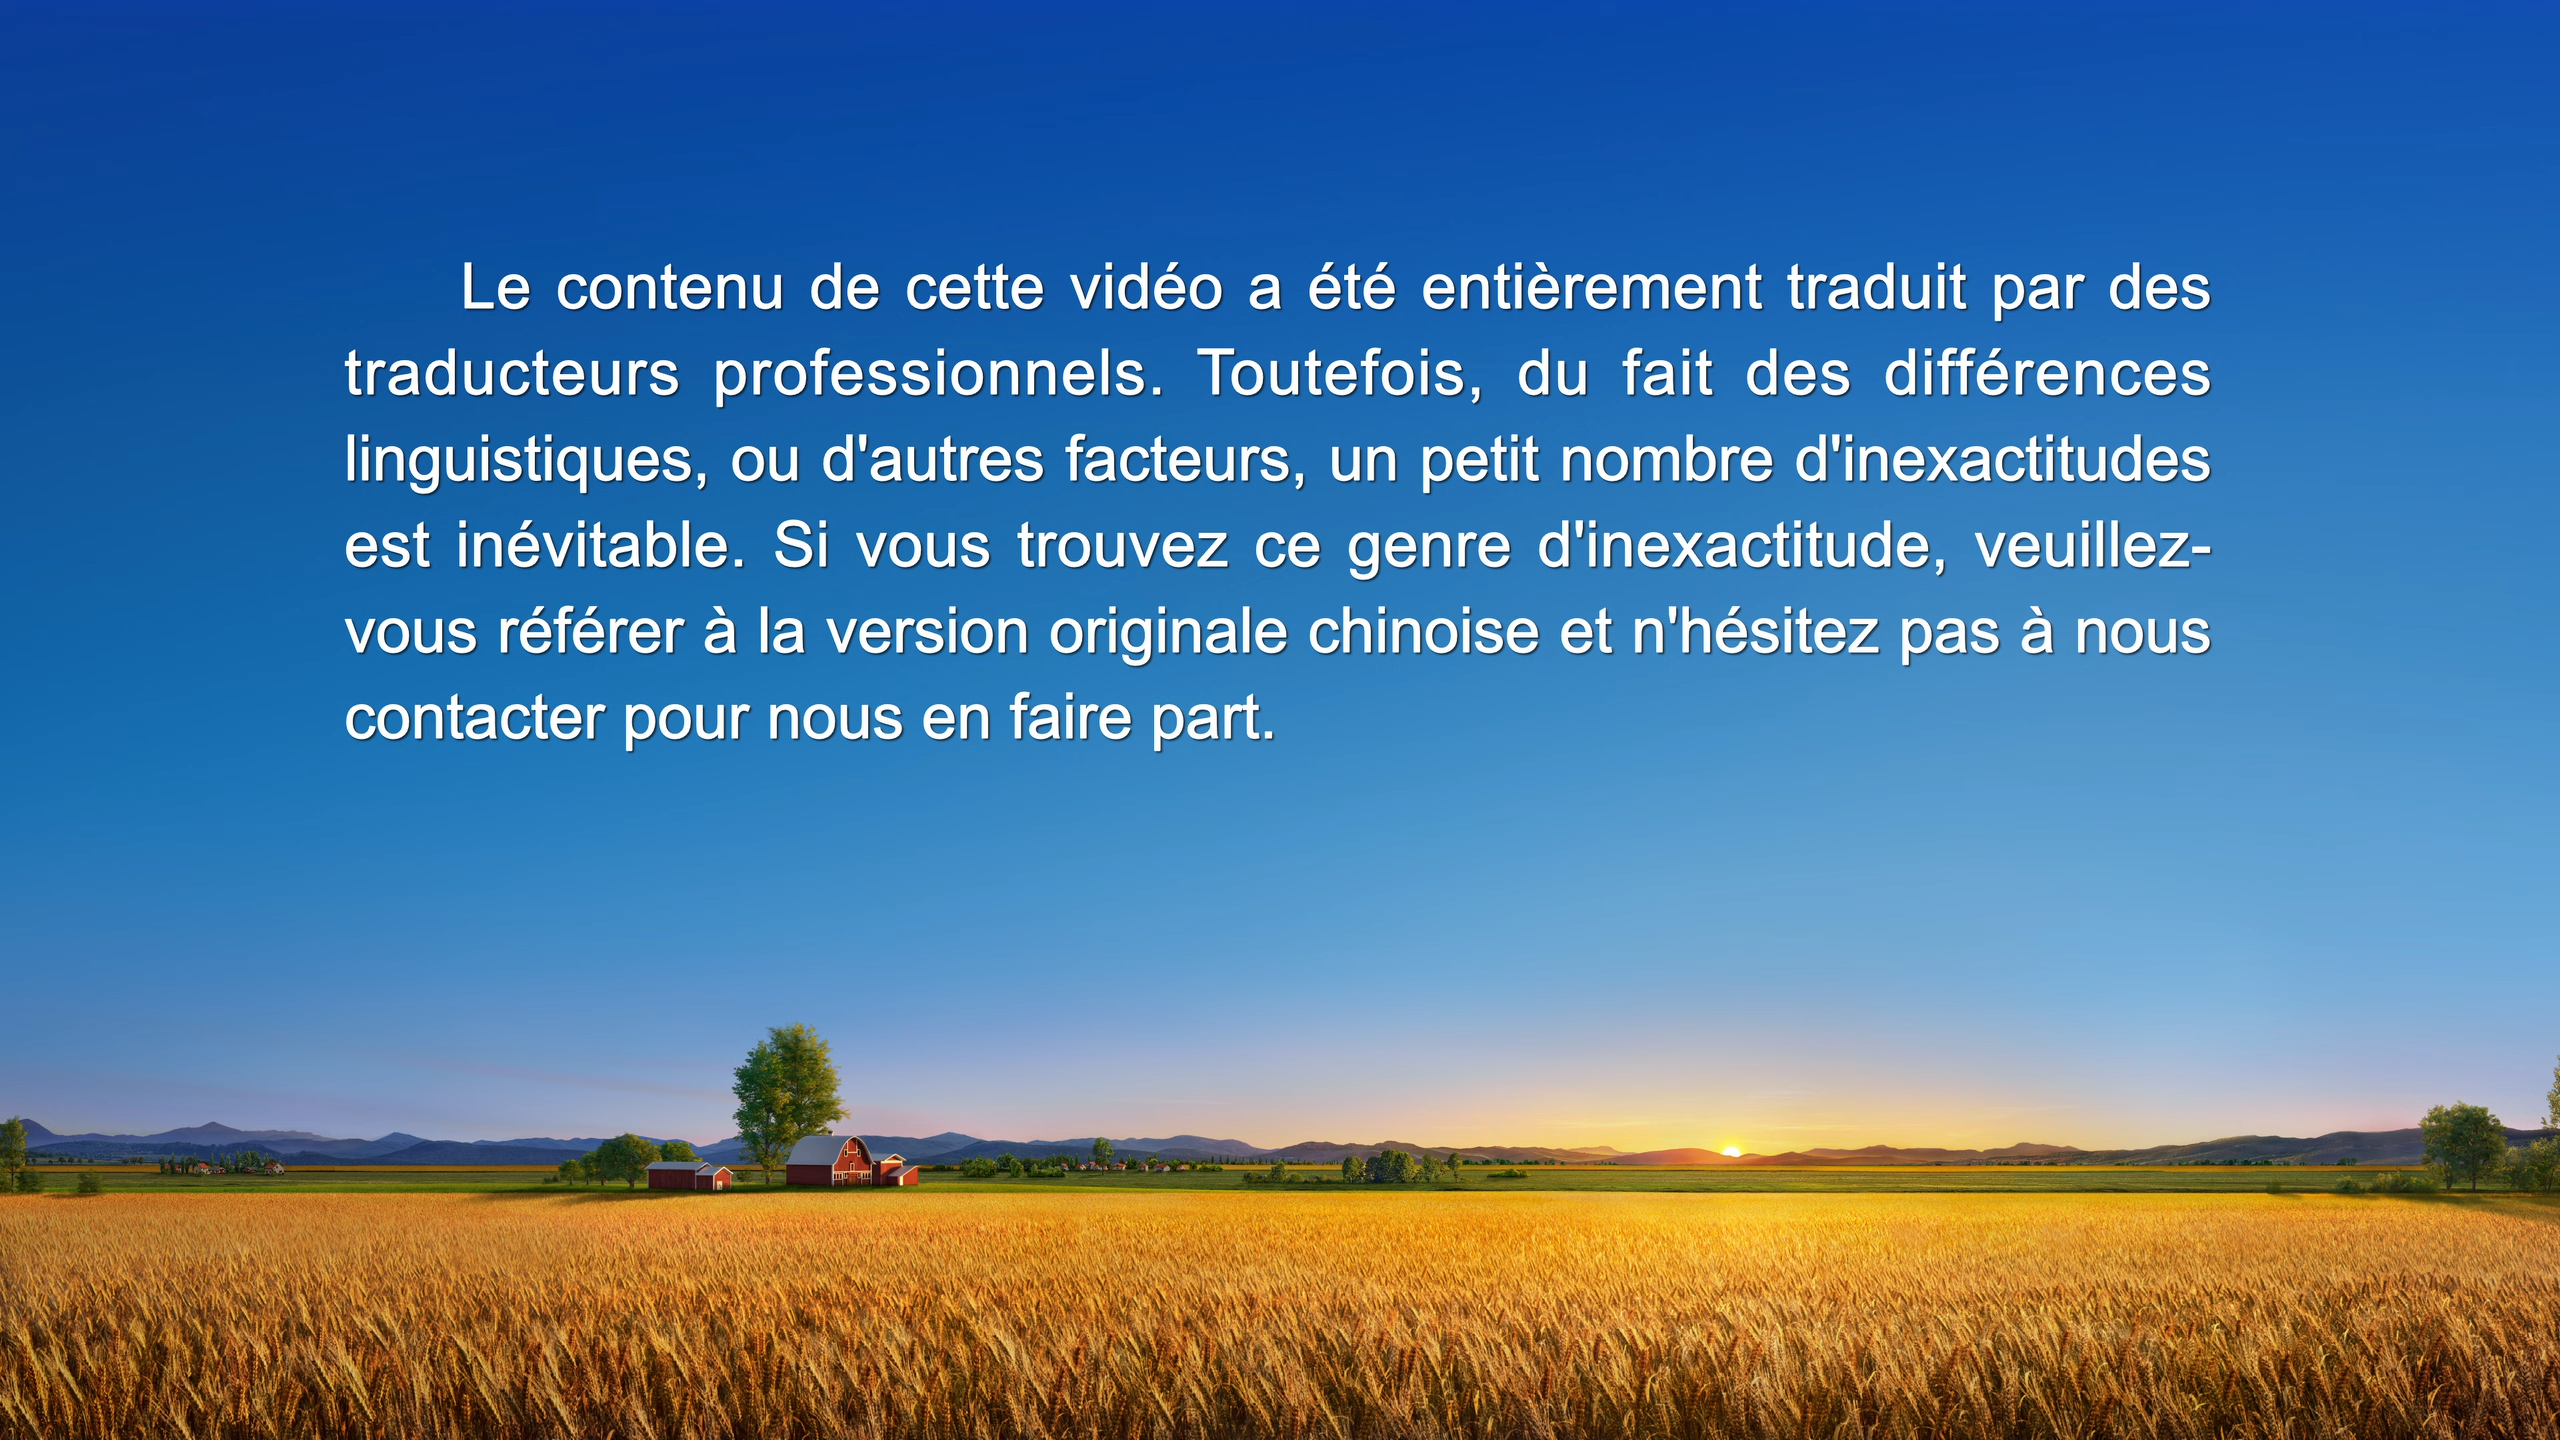 Le contenu de cette vidéo a été entièrement traduit par des
traducteurs professionnels. Toutefois, du fait des différences
linguistiques, ou d'autres facteurs, un petit nombre d'inexactitudes
est inévitable. Si vous trouvez ce genre d'inexactitude, veuillez-
vous référer à la version originale chinoise et n'hésitez pas à nous
contacter pour nous en faire part.